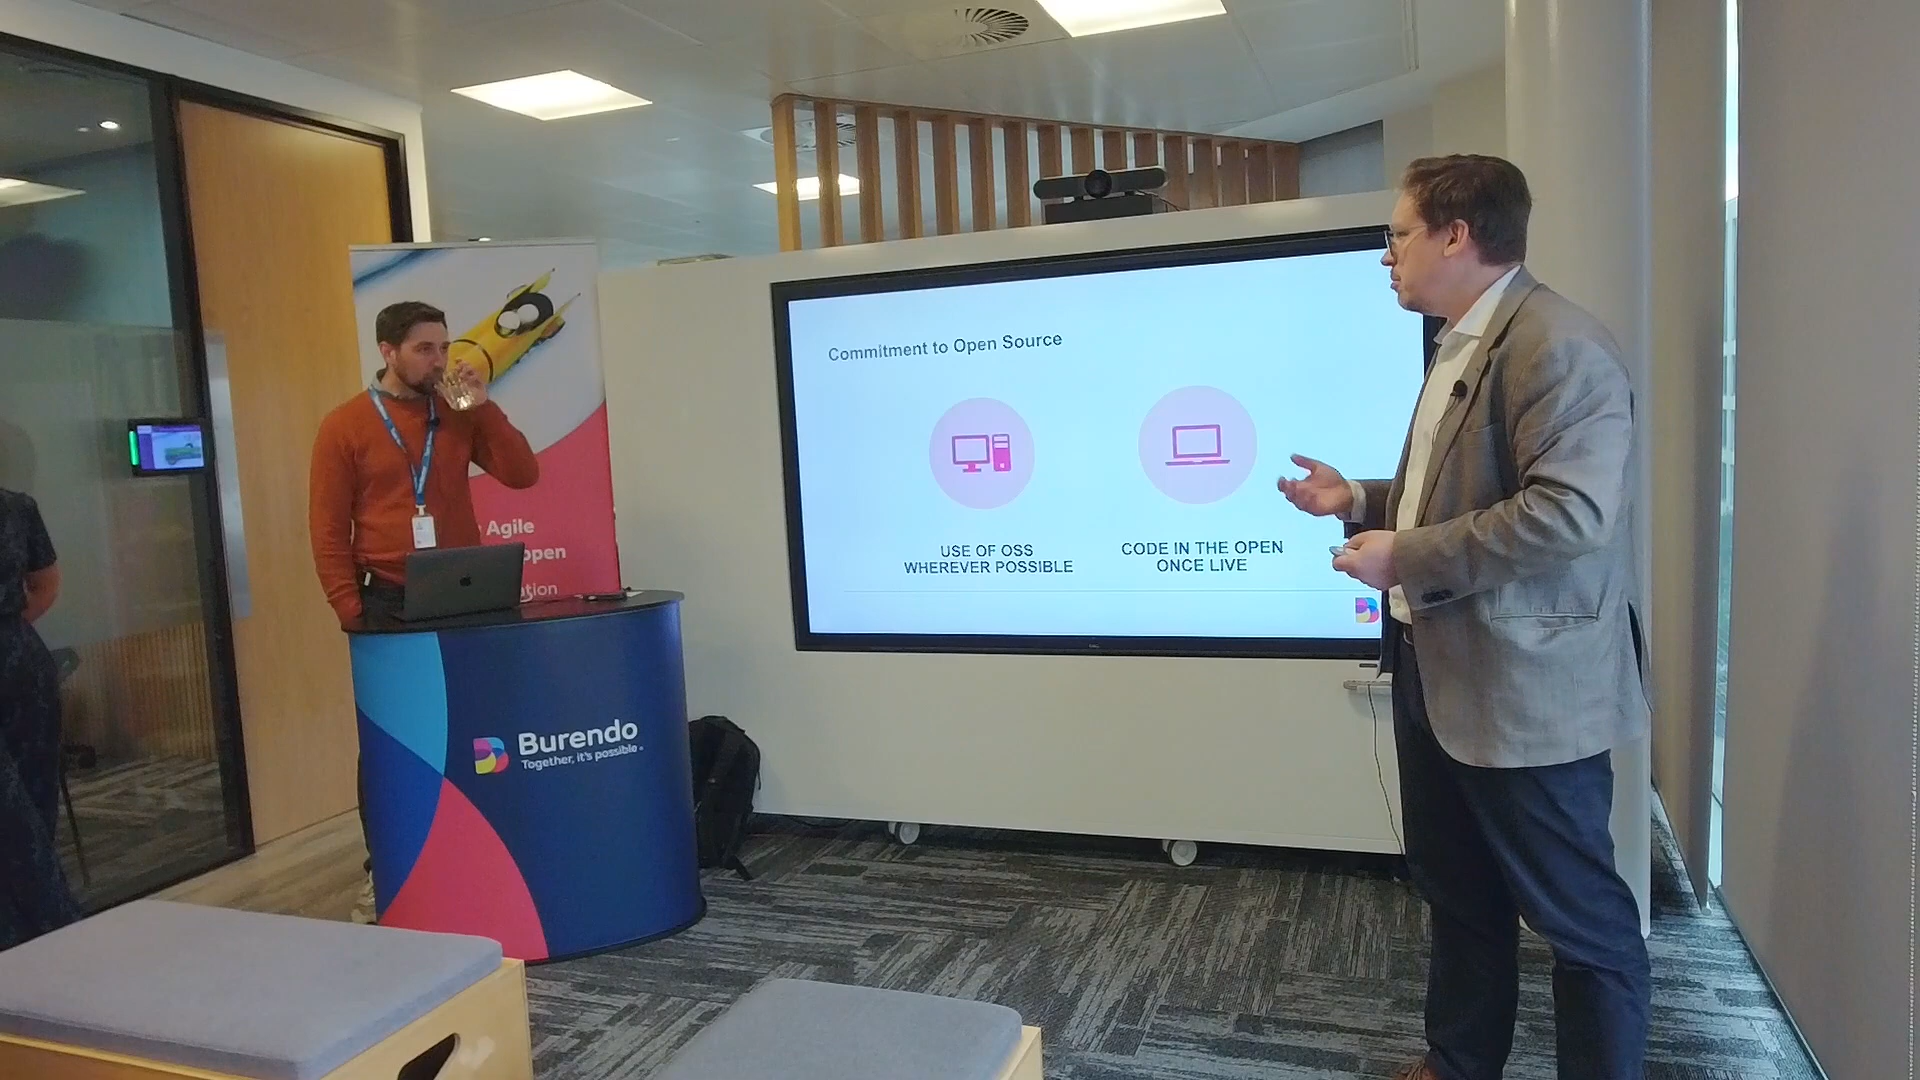 Commitment to Open Source
USE OF OSS
WHEREVER POSSIBLE
CODE IN THE OPEN
ONCE LIVE
Agile
Burendo
Together, it's possible